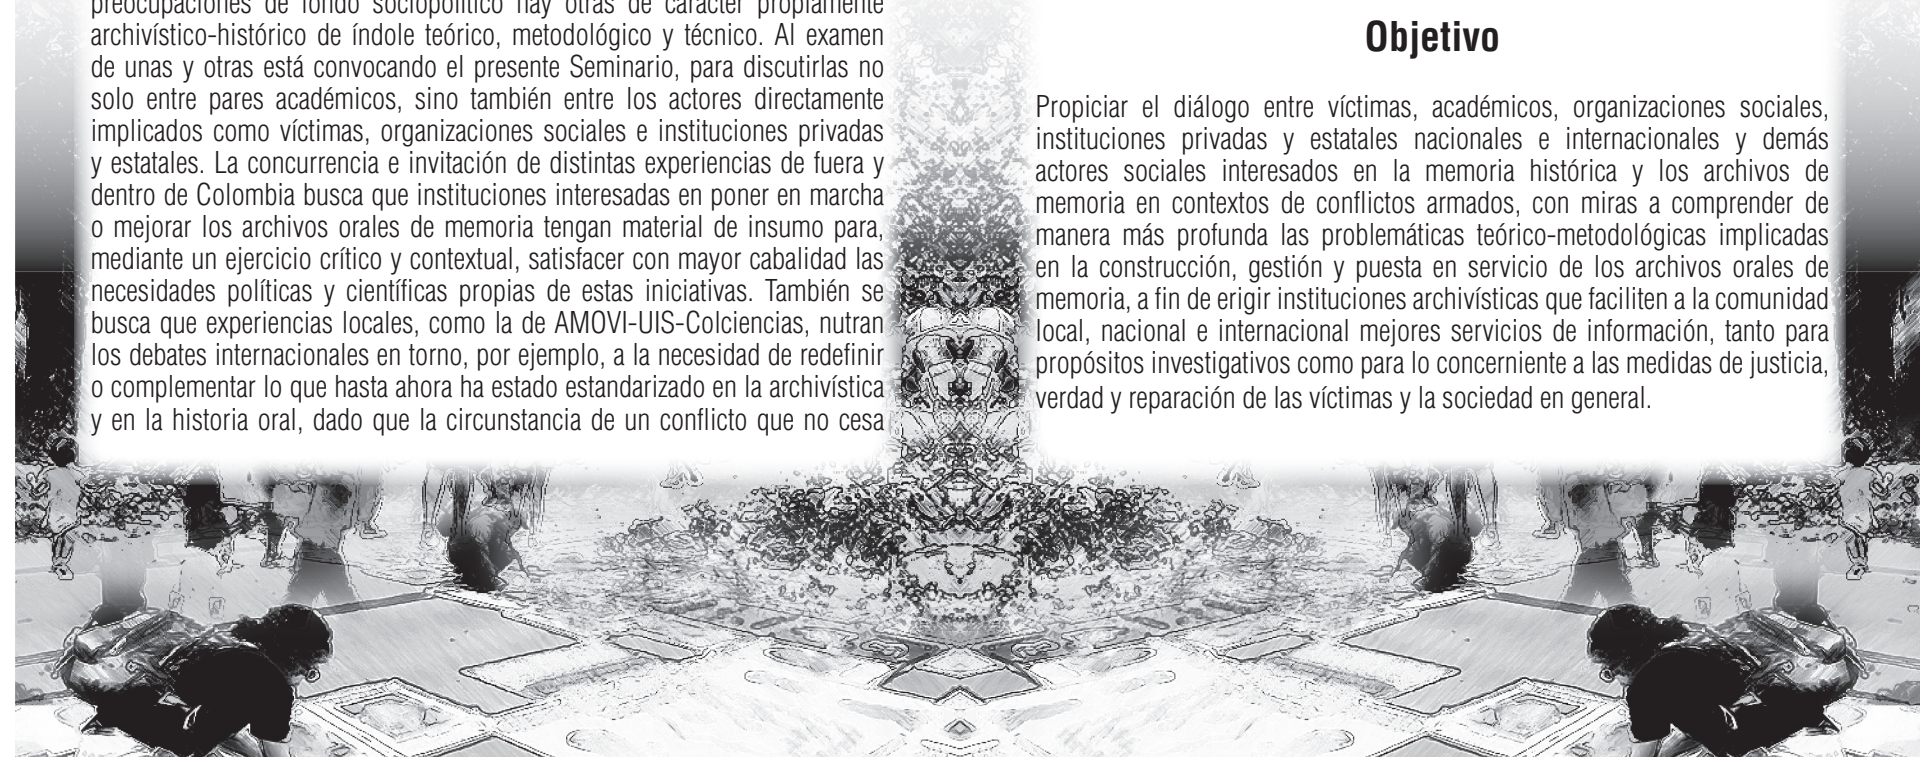 preocupaciones de fondo sociopolítico hay otras de carácter propiamente
archivístico-histórico de índole teórico, metodológico y técnico. Al examen
de unas y otras está convocando el presente Seminario, para discutirlas no
solo entre pares académicos, sino también entre los actores directamente
implicados como víctimas, organizaciones sociales e instituciones privadas
y estatales. La concurrencia e invitación de distintas experiencias de fuera y
dentro de Colombia busca que instituciones interesadas en poner en marcha
o mejorar los archivos orales de memoria tengan material de insumo para,
mediante un ejercicio crítico y contextual, satisfacer con mayor cabalidad las
necesidades políticas y científicas propias de estas iniciativas. También se
busca que experiencias locales, como la de AMOVI-UIS-Colciencias, nutran
los debates internacionales en torno, por ejemplo, a la necesidad de redefinir
o complementar lo que hasta ahora ha estado estandarizado en la archivística
y en la historia oral, dado que la circunstancia de un conflicto que no cesa
Objetivo
Propiciar el diálogo entre víctimas, académicos, organizaciones sociales,
instituciones privadas y estatales nacionales e internacionales y demás
actores sociales interesados en la memoria histórica y los archivos de
memoria en contextos de conflictos armados, con miras a comprender de
manera más profunda las problemáticas teórico-metodológicas implicadas
en la construcción, gestión y puesta en servicio de los archivos orales de
memoria, a fin de erigir instituciones archivísticas que faciliten a la comunidad
local, nacional e internacional mejores servicios de información, tanto para
propósitos investigativos como para lo concerniente a las medidas de justicia,
verdad y reparación de las víctimas y la sociedad en general.